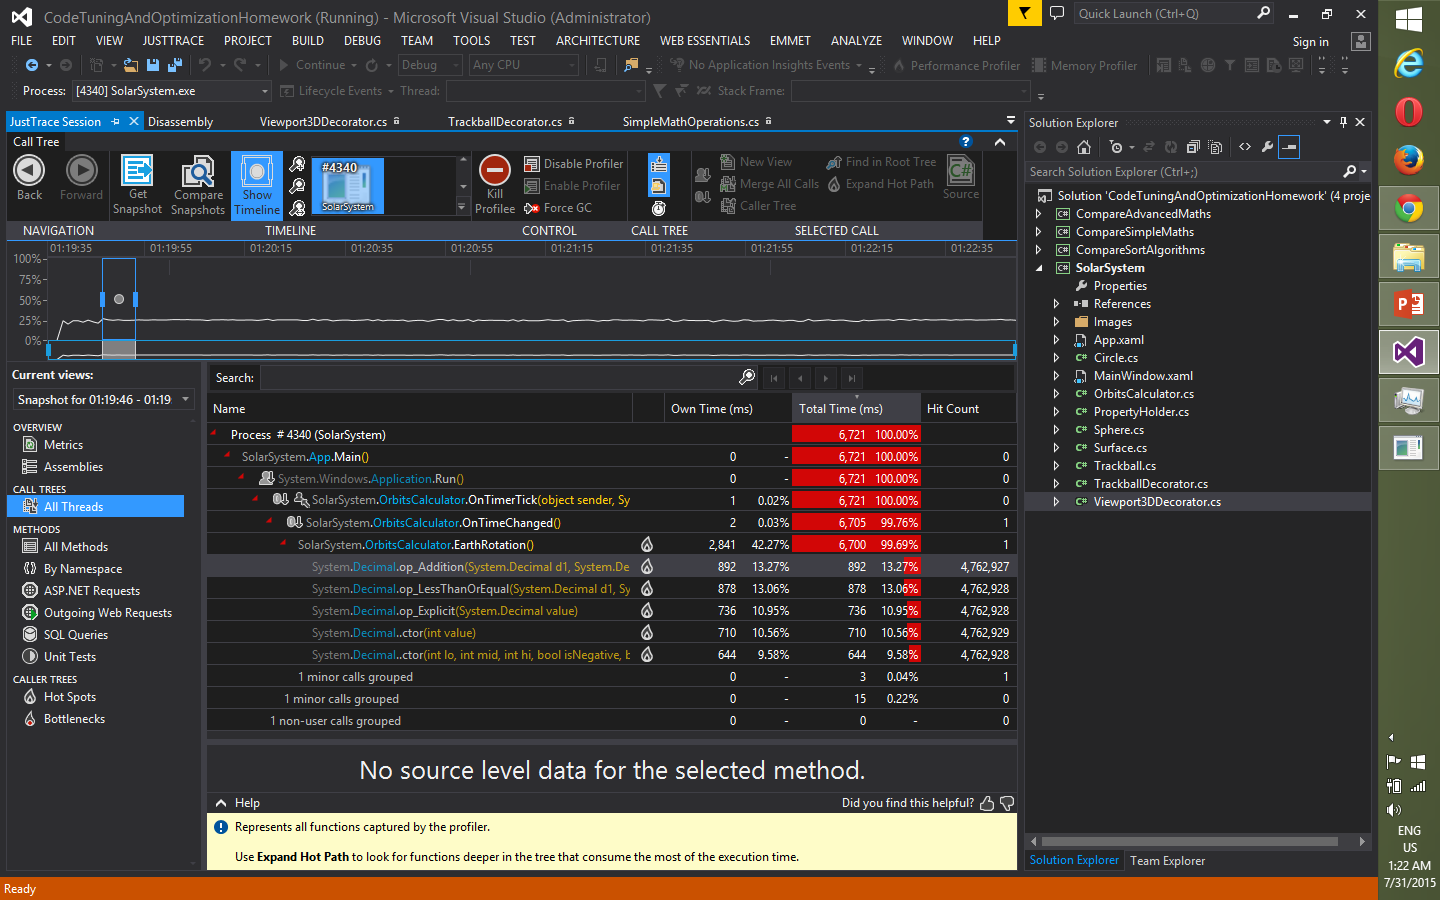 CodeTuningAndOptimizationHomework (Running) - Microsoft Visual Studio (Administrator)
Quick Launch (Ctrl+Q)
FILE EDIT VIEW JUSTTRACE PROJECT BUILD DEBUG TEAM TOOLS TEST ARCHITECTURE WEB ESSENTIALS EMMET ANALYZE WINDOW HELP
Sign in
Continue Debug Any CPU No Application Insights Events Performance Profiler Memory Profiler
Process: [4340] SolarSystem.exe Lifecycle Events Thread: Stack Frame:
JustTrace Session Disassembly Viewport3DDecorator.cs TrackballDecorator.cs SimpleMathOperations.cs
Call Tree
Back Forward
Get Snapshot
Compare Snapshots
Show Timeline
#4340
SolarSystem
Kill Profilee
Disable Profiler
Enable Profiler
Force GC
New View
Merge All Calls
Caller Tree
Find in Root Tree
Expand Hot Path
Source
NAVIGATION TIMELINE CONTROL CALL TREE SELECTED CALL
01:19:35 01:19:55 01:20:15 01:20:35 01:20:55 01:21:15 01:21:35 01:21:55 01:22:15 01:22:35
100%
75%
50%
25%
0%
Current views:
Snapshot for 01:19:46 - 01:19
OVERVIEW
Metrics
Assemblies
CALL TREES
All Threads
METHODS
All Methods
By Namespace
ASP.NET Requests
Outgoing Web Requests
SQL Queries
Unit Tests
CALLER TREES
Hot Spots
Bottlenecks
Search:
Name Own Time (ms) Total Time (ms) Hit Count
Process # 4340 (SolarSystem) 6,721 100.00%
SolarSystem.App.Main() 0 - 6,721 100.00% 0
System.Windows.Application.Run() 0 - 6,721 100.00% 0
SolarSystem.OrbitsCalculator.OnTimerTick(object sender, Sy 1 0.02% 6,721 100.00% 0
SolarSystem.OrbitsCalculator.OnTimeChanged() 2 0.03% 6,705 99.76% 1
SolarSystem.OrbitsCalculator.EarthRotation() 2,841 42.27% 6,700 99.69% 1
System.Decimal.op_Addition(System.Decimal d1, System.De 892 13.27% 892 13.27% 4,762,927
System.Decimal.op_LessThanOrEqual(System.Decimal d1, Sy 878 13.06% 878 13.06% 4,762,928
System.Decimal.op_Explicit(System.Decimal value) 736 10.95% 736 10.95% 4,762,928
System.Decimal..ctor(int value) 710 10.56% 710 10.56% 4,762,929
System.Decimal..ctor(int lo, int mid, int hi, bool isNegative, b 644 9.58% 644 9.58% 4,762,928
1 minor calls grouped 0 - 3 0.04% 1
1 minor calls grouped 0 - 15 0.22% 0
1 non-user calls grouped 0 - 0 - 0
No source level data for the selected method.
Help
Did you find this helpful?
Represents all functions captured by the profiler.
Use Expand Hot Path to look for functions deeper in the tree that consume the most of the execution time.
Solution Explorer
Search Solution Explorer (Ctrl+;)
Solution 'CodeTuningAndOptimizationHomework' (4 proje
CompareAdvancedMaths
CompareSimpleMaths
CompareSortAlgorithms
SolarSystem
Properties
References
Images
App.xaml
Circle.cs
MainWindow.xaml
OrbitsCalculator.cs
PropertyHolder.cs
Sphere.cs
Surface.cs
Trackball.cs
TrackballDecorator.cs
Viewport3DDecorator.cs
Solution Explorer Team Explorer
Ready
ENG
US
1:22 AM
7/31/2015